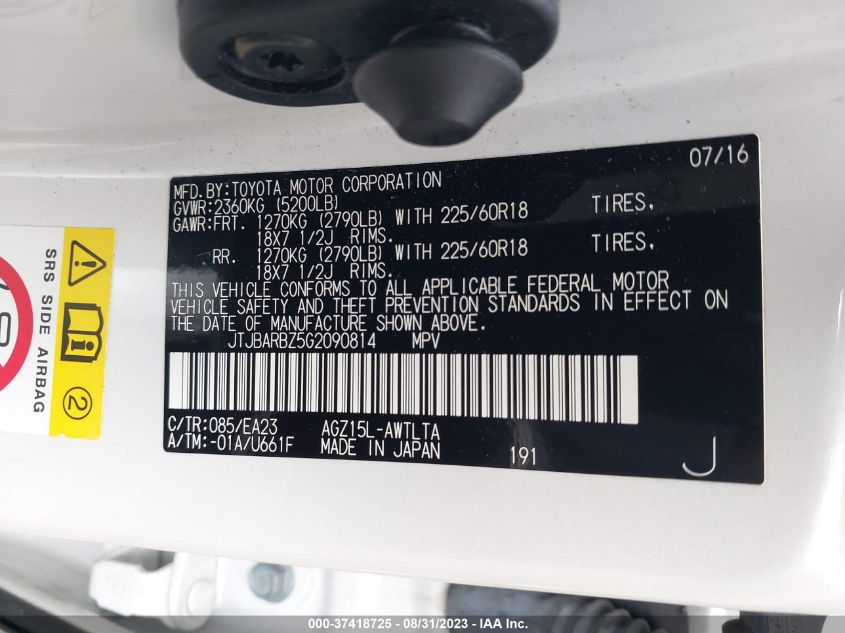 07/16
MFD.BY:TOYOTA MOTOR CORPORATION
GVWR:2360KG (5200LB)
GAWR:FRT. 1270KG (2790LB) WITH 225/60R18 TIRES,
18X7 1/2J RIMS.
RR. 1270KG (2790LB) WITH 225/60R18 TIRES,
18X7 1/2J RIMS.
THIS VEHICLE CONFORMS TO ALL APPLICABLE FEDERAL MOTOR
VEHICLE SAFETY AND THEFT PREVENTION STANDARDS IN EFFECT ON
THE DATE OF MANUFACTURE SHOWN ABOVE.
JTJBARBZ5G2090814 MPV
C/TR:085/EA23 AGZ15L-AWTLTA
A/TM:-01A/U661F MADE IN JAPAN 191
J
SRS SIDE AIRBAG
2
000-37418725 - 08/31/2023 - IAA Inc.